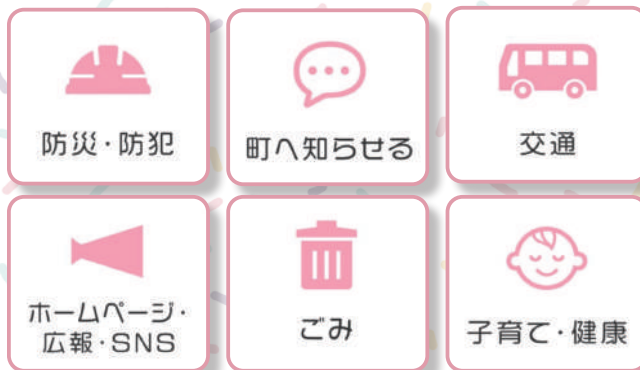 防災・防犯
町へ知らせる
交通
ホームページ・
広報・SNS
ごみ
子育て・健康